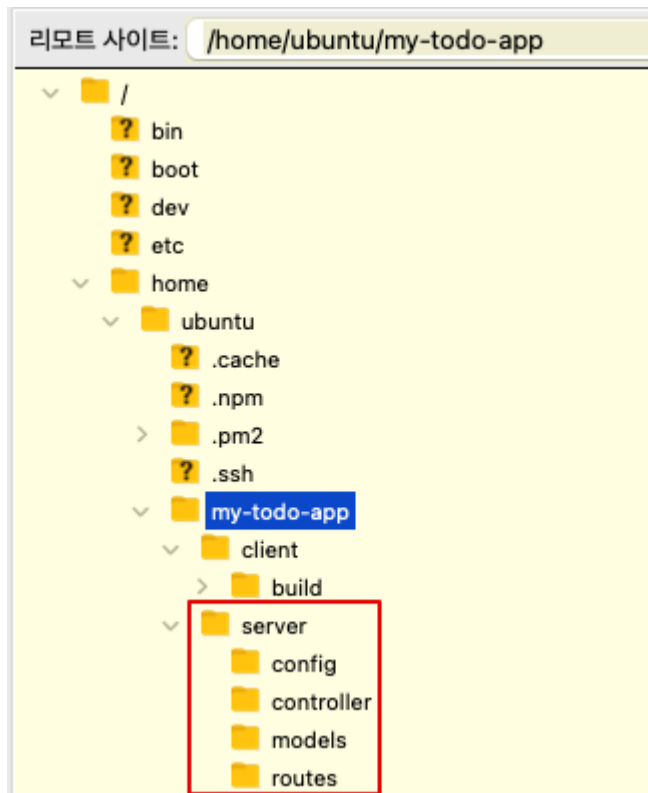 리모트 사이트: /home/ubuntu/my-todo-app
/
? bin
? boot
? dev
? etc
home
ubuntu
? .cache
? .npm
.pm2
? .ssh
my-todo-app
client
build
server
config
controller
models
routes